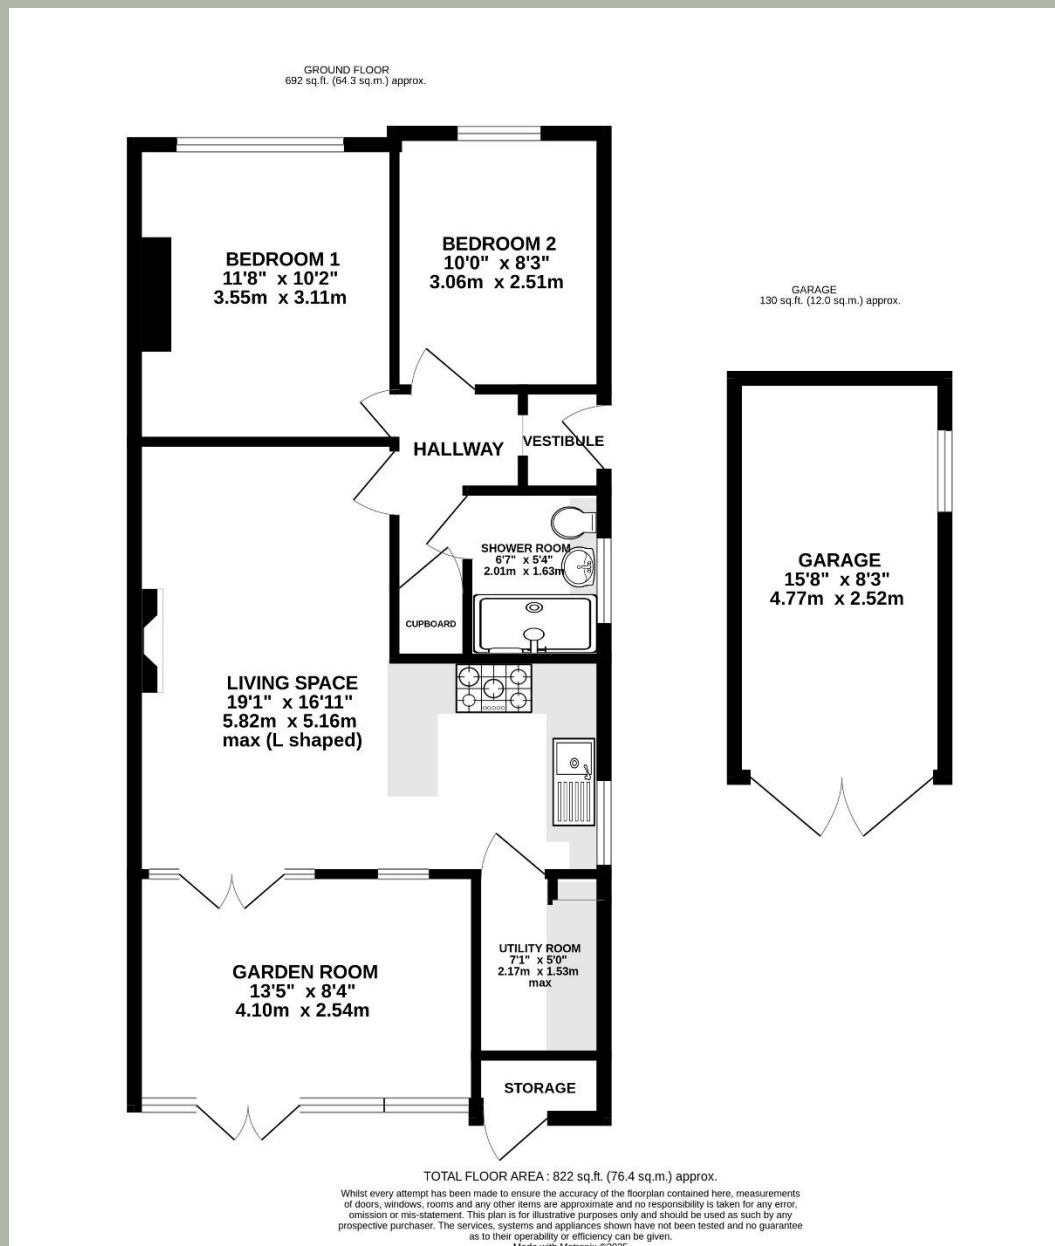 GROUND FLOOR
692 sq.ft. (64.3 sq.m.) approx.
BEDROOM 1
11'8" x 10'2"
3.55m x 3.11m
BEDROOM 2
10'0" x 8'3"
3.06m x 2.51m
GARAGE
130 sq.ft. (12.0 sq.m.) approx.
HALLWAY
VESTIBULE
SHOWER ROOM
6'7" x 5'4"
2.01m x 1.63m
CUPBOARD
GARAGE
15'8" x 8'3"
4.77m x 2.52m
LIVING SPACE
19'1" x 16'11"
5.82m x 5.16m
max (L shaped)
UTILITY ROOM
7'1" x 5'0"
2.17m x 1.53m
max
GARDEN ROOM
13'5" x 8'4"
4.10m x 2.54m
STORAGE
TOTAL FLOOR AREA : 822 sq.ft. (76.4 sq.m.) approx.
Whilst every attempt has been made to ensure the accuracy of the floorplan contained here, measurements
of doors, windows, rooms and any other items are approximate and no responsibility is taken for any error,
omission or mis-statement. This plan is for illustrative purposes only and should be used as such by any
prospective purchaser. The services, systems and appliances shown have not been tested and no guarantee
as to their operability or efficiency can be given.
Made with Metropix ©2025